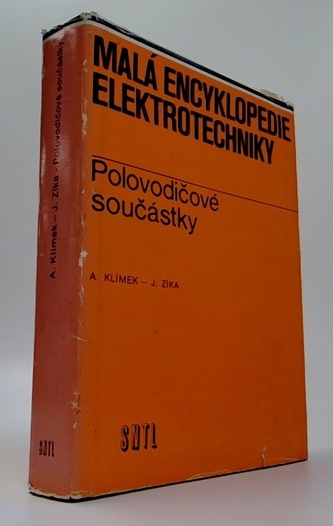 MALÁ ENCYKLOPEDIE
ELEKTROTECHNIKY
Polovodičové
součástky
A. KLÍMEK – J. ZÍKA
SNTL
A. Klímek – J. Zíka · Polovodičové součástky
SNTL